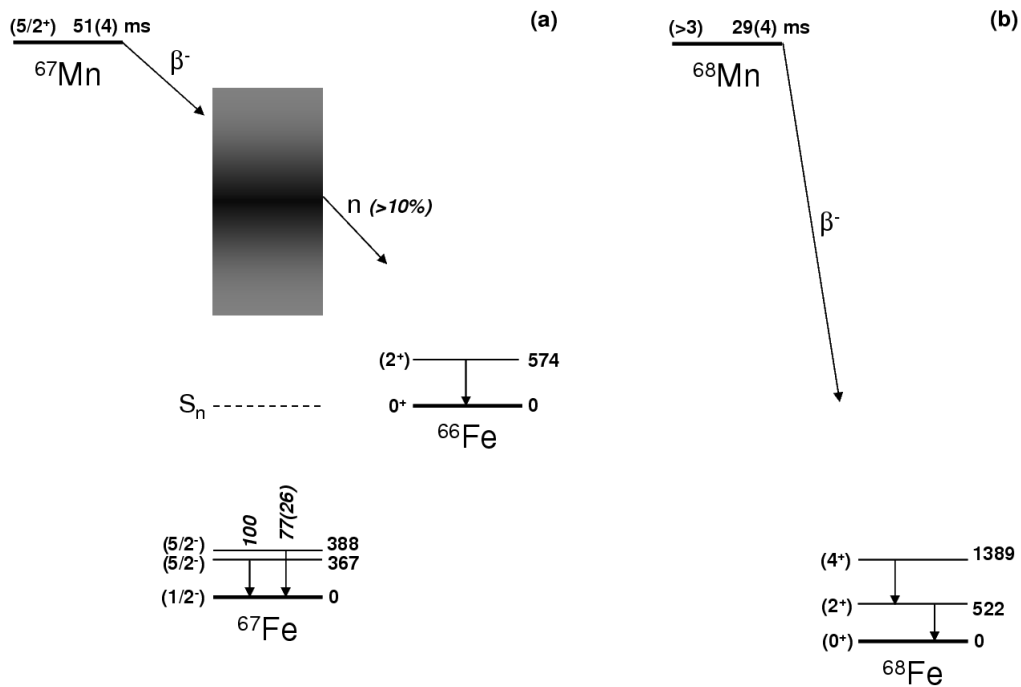 (5/2⁺) 51(4) ms
(a)
⁶⁷Mn
β⁻
n (>10%)
(2⁺) 574
0⁺ 0
⁶⁶Fe
Sₙ
100
77(26)
(5/2⁻) 388
(5/2⁻) 367
(1/2⁻) 0
⁶⁷Fe
(b)
(>3) 29(4) ms
⁶⁸Mn
β⁻
(4⁺) 1389
(2⁺) 522
(0⁺) 0
⁶⁸Fe